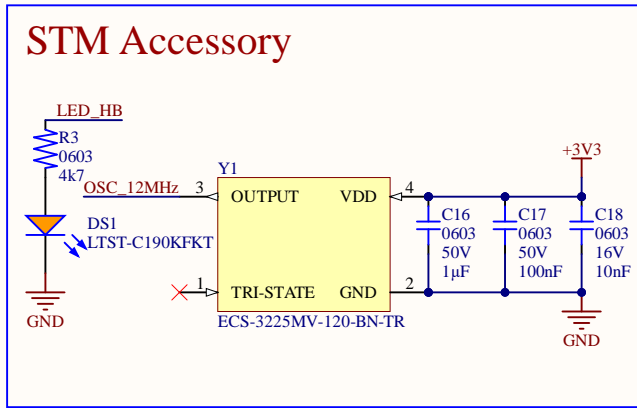 STM Accessory
LED_HB
R3
0603
4k7
DS1
LTST-C190KFKT
GND
OSC_12MHz
Y1
3
OUTPUT
VDD
4
1
TRI-STATE
GND
2
ECS-3225MV-120-BN-TR
+3V3
C16
0603
50V
1µF
C17
0603
50V
100nF
C18
0603
16V
10nF
GND